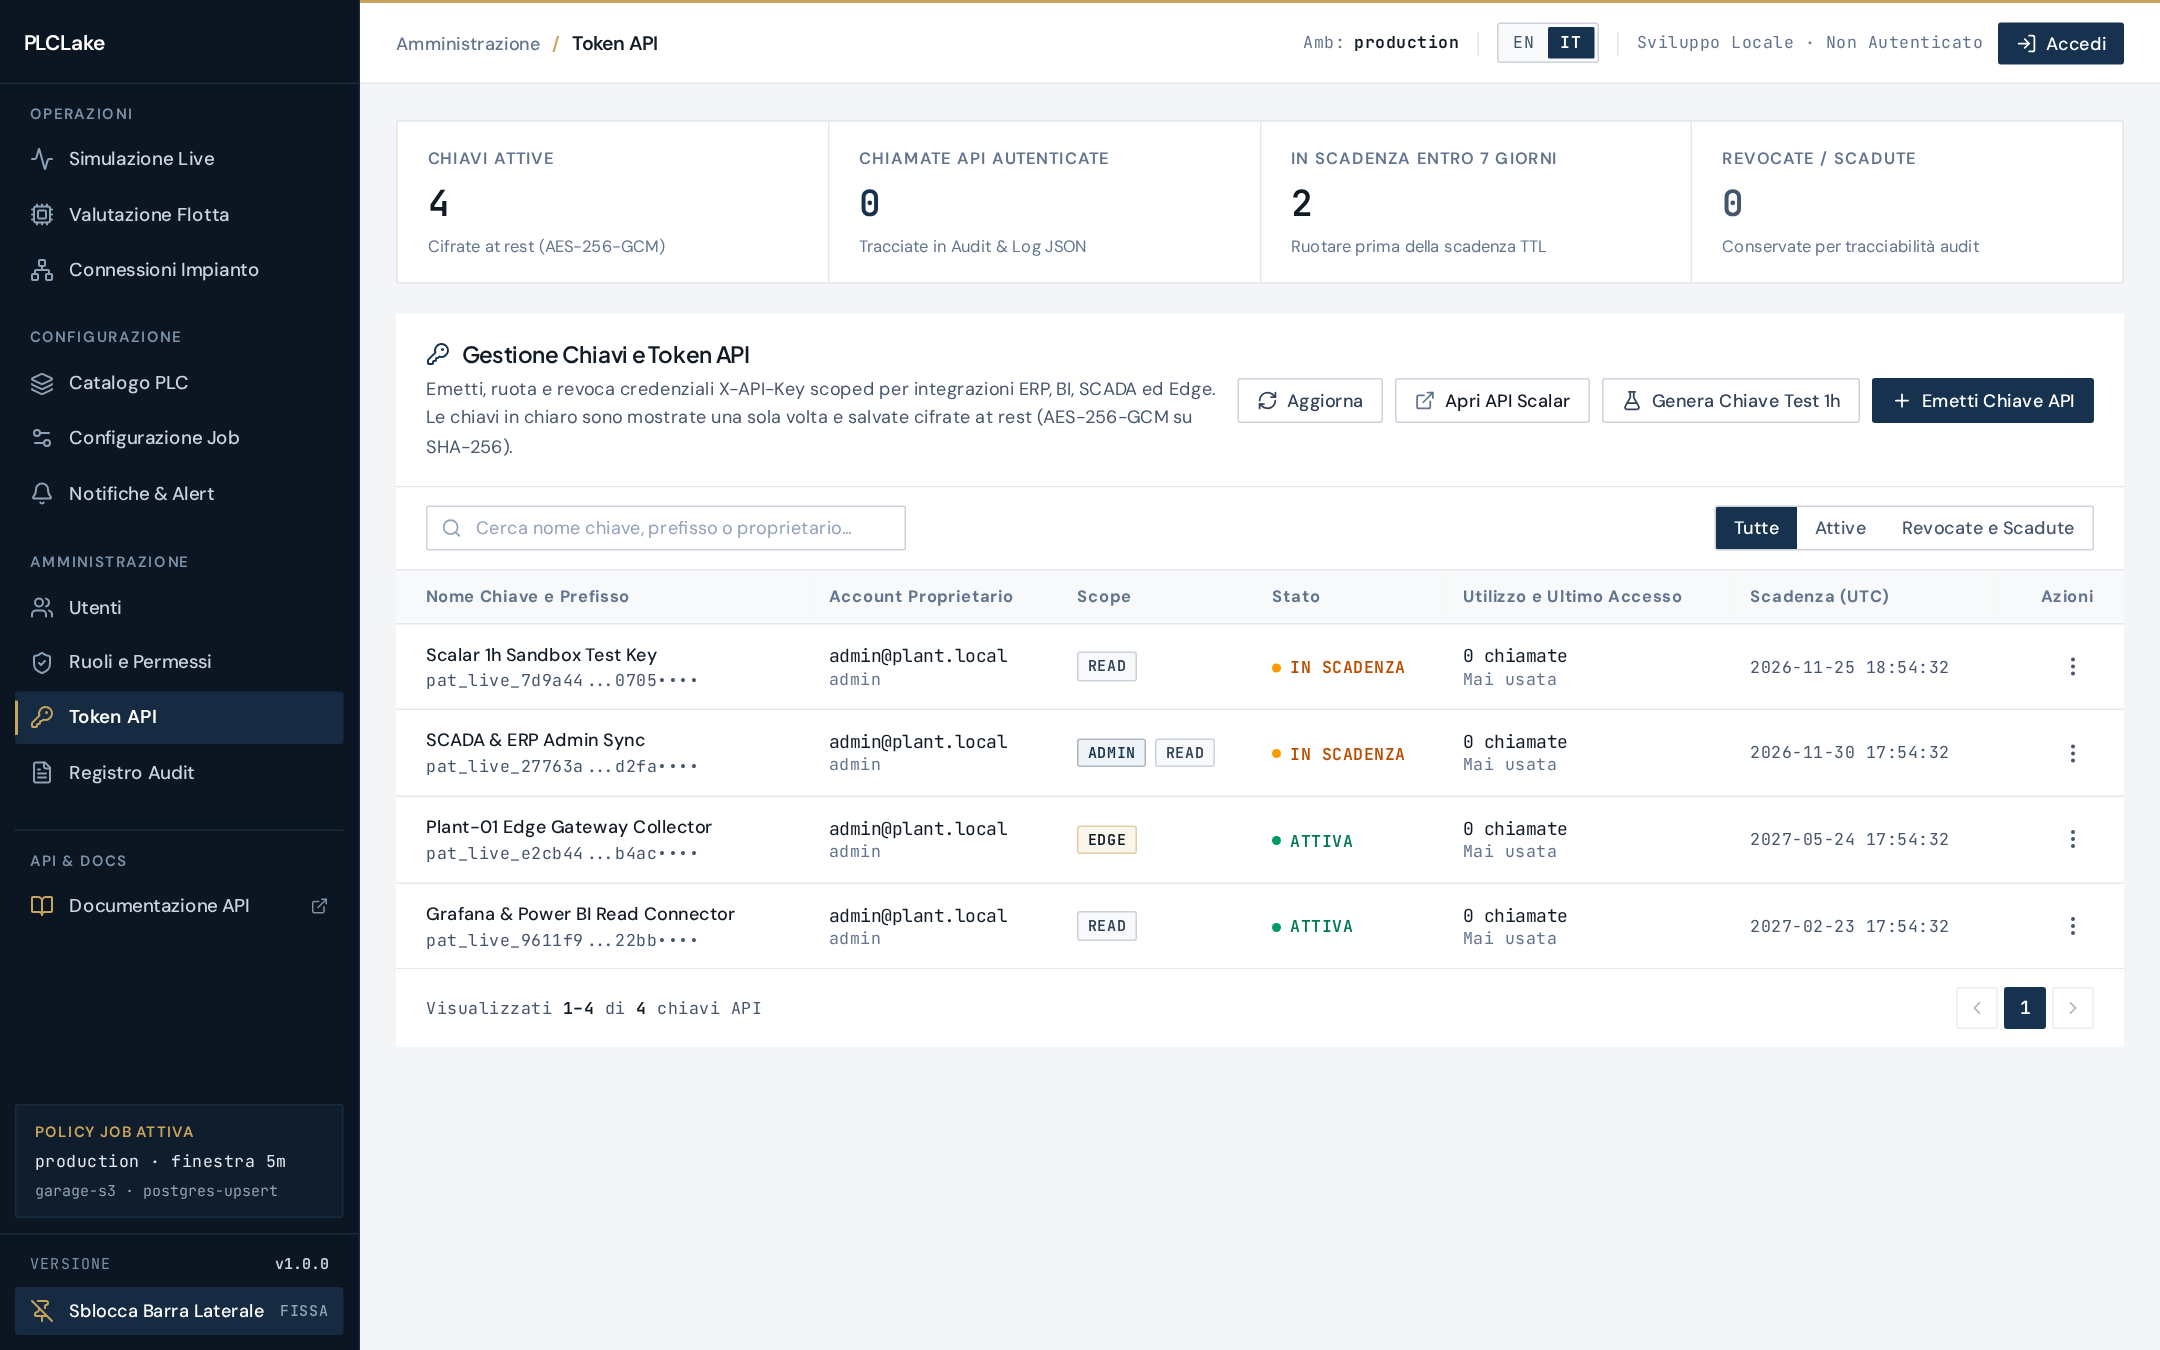 PLCLake
OPERAZIONI
Simulazione Live
Valutazione Flotta
Connessioni Impianto
CONFIGURAZIONE
Catalogo PLC
Configurazione Job
Notifiche & Alert
AMMINISTRAZIONE
Utenti
Ruoli e Permessi
Token API
Registro Audit
API & DOCS
Documentazione API
POLICY JOB ATTIVA
production · finestra 5m
garage-s3 · postgres-upsert
VERSIONE v1.0.0
Sblocca Barra Laterale FISSA
Amministrazione / Token API
Amb: production EN IT Sviluppo Locale · Non Autenticato Accedi
CHIAVI ATTIVE
4
Cifrate at rest (AES-256-GCM)
CHIAMATE API AUTENTICATE
0
Tracciate in Audit & Log JSON
IN SCADENZA ENTRO 7 GIORNI
2
Ruotare prima della scadenza TTL
REVOCATE / SCADUTE
0
Conservate per tracciabilità audit
Gestione Chiavi e Token API
Emetti, ruota e revoca credenziali X-API-Key scoped per integrazioni ERP, BI, SCADA ed Edge.
Le chiavi in chiaro sono mostrate una sola volta e salvate cifrate at rest (AES-256-GCM su
SHA-256).
Aggiorna Apri API Scalar Genera Chiave Test 1h Emetti Chiave API
Cerca nome chiave, prefisso o proprietario...
Tutte Attive Revocate e Scadute
Nome Chiave e Prefisso Account Proprietario Scope Stato Utilizzo e Ultimo Accesso Scadenza (UTC) Azioni
Scalar 1h Sandbox Test Key admin@plant.local READ IN SCADENZA 0 chiamate 2026-11-25 18:54:32
pat_live_7d9a44...0705•••• admin Mai usata
SCADA & ERP Admin Sync admin@plant.local ADMIN READ IN SCADENZA 0 chiamate 2026-11-30 17:54:32
pat_live_27763a...d2fa•••• admin Mai usata
Plant-01 Edge Gateway Collector admin@plant.local EDGE ATTIVA 0 chiamate 2027-05-24 17:54:32
pat_live_e2cb44...b4ac•••• admin Mai usata
Grafana & Power BI Read Connector admin@plant.local READ ATTIVA 0 chiamate 2027-02-23 17:54:32
pat_live_9611f9...22bb•••• admin Mai usata
Visualizzati 1–4 di 4 chiavi API
1